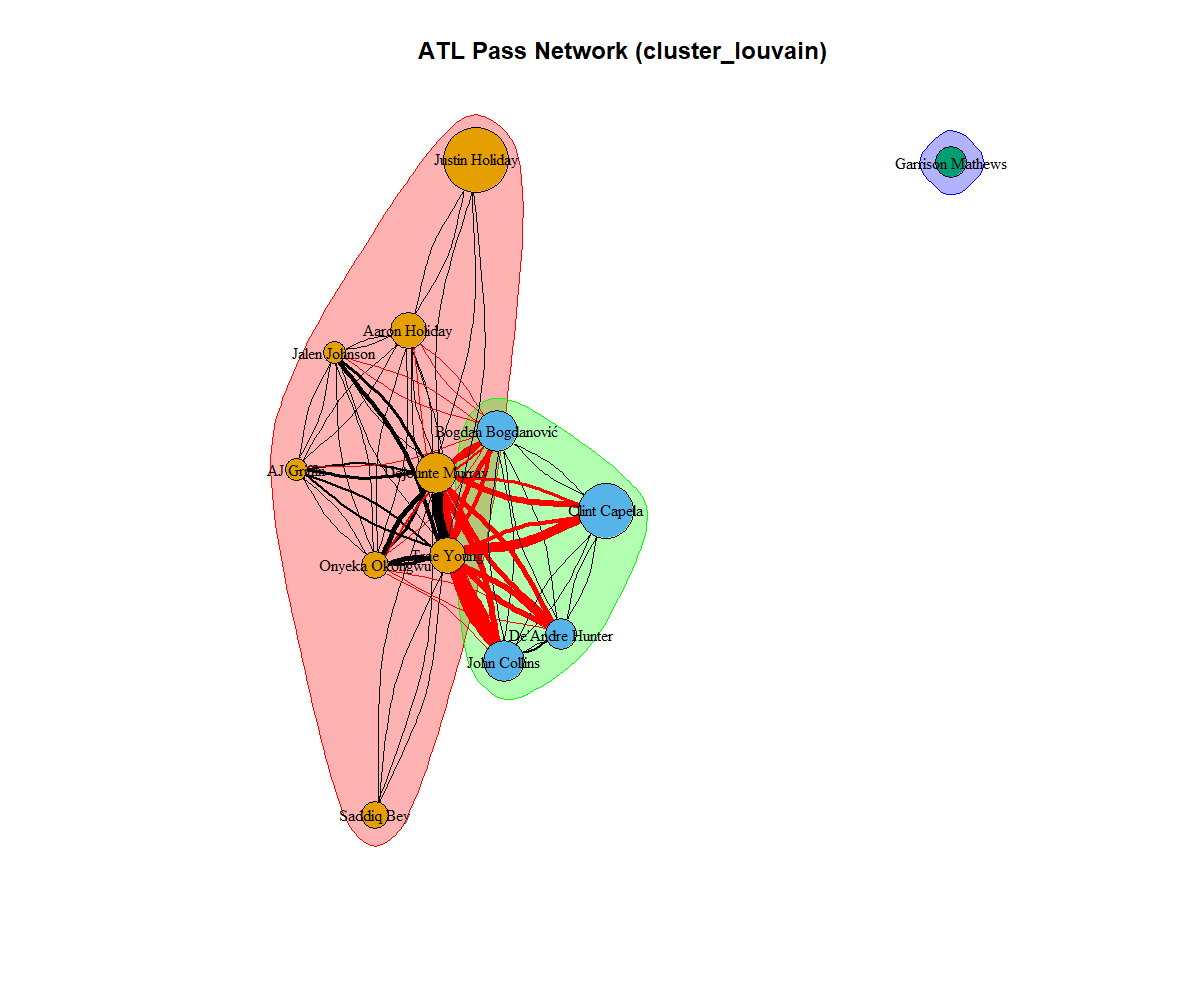 ATL Pass Network (cluster_louvain)
Justin Holiday
Garrison Mathews
Aaron Holiday
Jalen Johnson
Bogdan Bogdanović
AJ Griffin
Dejounte Murray
Clint Capela
Trae Young
Onyeka Okongwu
De'Andre Hunter
John Collins
Saddiq Bey